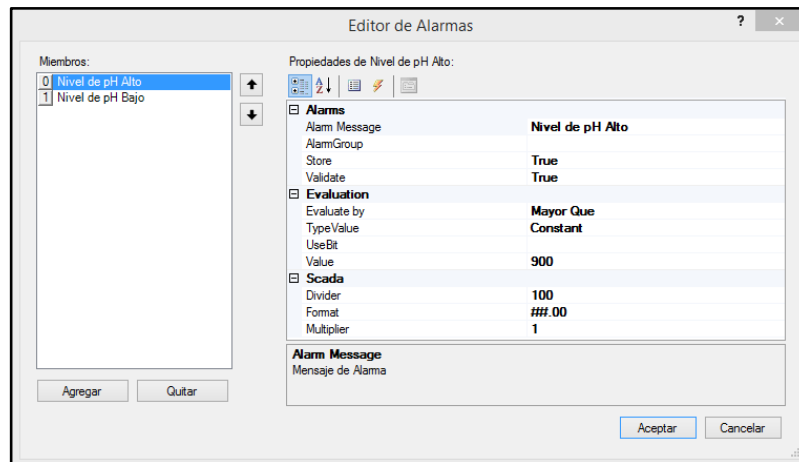 Editor de Alarmas
?
Miembros:
0 Nivel de pH Alto
1 Nivel de pH Bajo
Agregar Quitar
Propiedades de Nivel de pH Alto:
A Z
Alarms
Alarm Message Nivel de pH Alto
AlarmGroup
Store True
Validate True
Evaluation
Evaluate by Mayor Que
TypeValue Constant
UseBit
Value 900
Scada
Divider 100
Format ##.00
Multiplier 1
Alarm Message
Mensaje de Alarma
Aceptar Cancelar